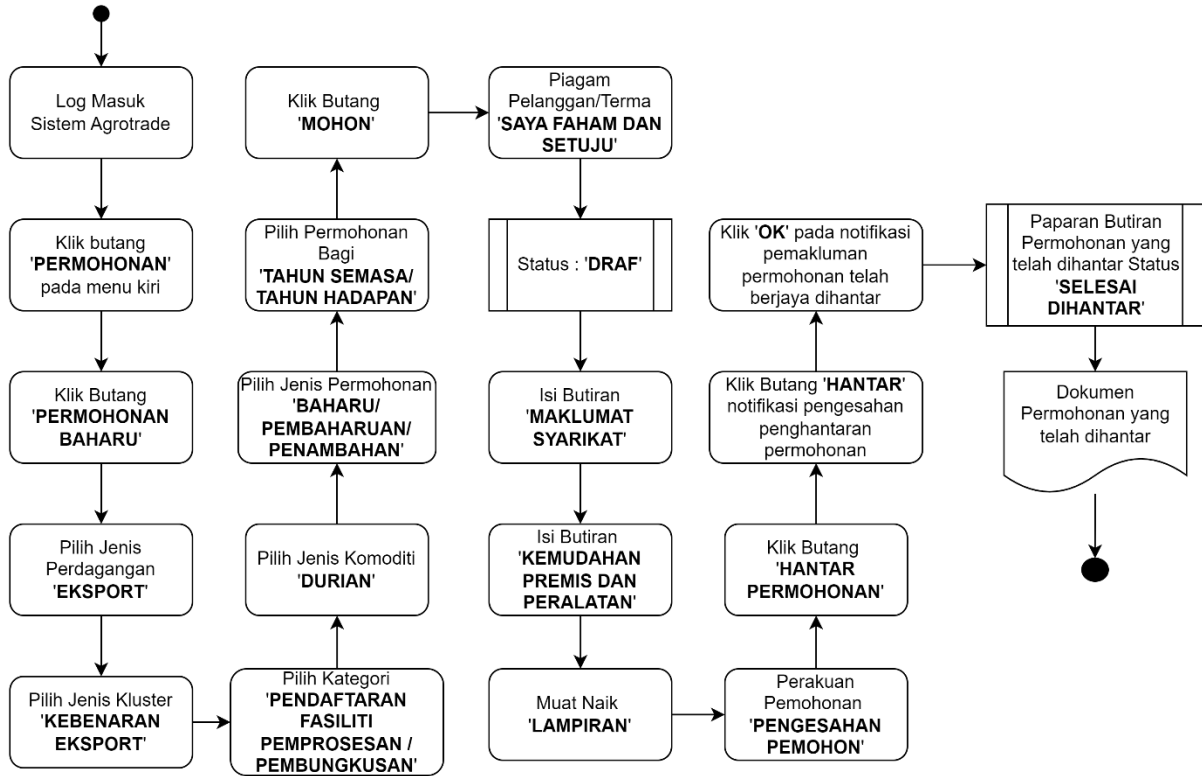 Log Masuk
Sistem Agrotrade
Klik butang
'PERMOHONAN'
pada menu kiri
Klik Butang
'PERMOHONAN
BAHARU'
Pilih Jenis
Perdagangan
'EKSPORT'
Pilih Jenis Kluster
'KEBENARAN
EKSPORT'
Pilih Kategori
'PENDAFTARAN
FASILITI
PEMPROSESAN /
PEMBUNGKUSAN'
Pilih Jenis Komoditi
'DURIAN'
Pilih Jenis Permohonan
'BAHARU/
PEMBAHARUAN/
PENAMBAHAN'
Pilih Permohonan
Bagi
'TAHUN SEMASA/
TAHUN HADAPAN'
Klik Butang
'MOHON'
Piagam
Pelanggan/Terma
'SAYA FAHAM DAN
SETUJU'
Status : 'DRAF'
Isi Butiran
'MAKLUMAT
SYARIKAT'
Isi Butiran
'KEMUDAHAN
PREMIS DAN
PERALATAN'
Muat Naik
'LAMPIRAN'
Perakuan
Pemohonan
'PENGESAHAN
PEMOHON'
Klik Butang
'HANTAR
PERMOHONAN'
Klik Butang 'HANTAR'
notifikasi pengesahan
penghantaran
permohonan
Klik 'OK' pada notifikasi
pemakluman
permohonan telah
berjaya dihantar
Paparan Butiran
Permohonan yang
telah dihantar Status
'SELESAI
DIHANTAR'
Dokumen
Permohonan yang
telah dihantar